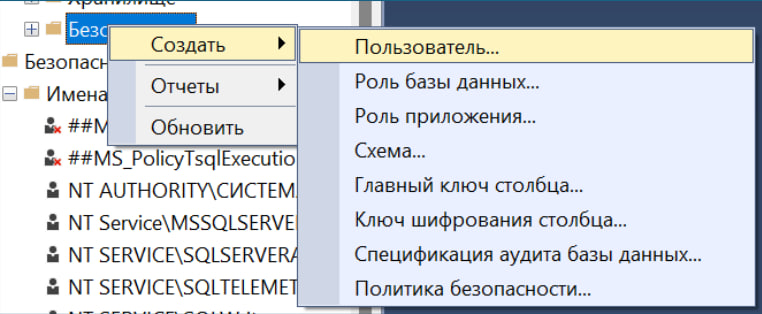 Хранилище
Безо
Создать
Пользователь...
Безопасн
Роль базы данных...
Отчеты
Имена
Роль приложения...
Обновить
##M
Схема...
##MS_PolicyTsqlExecutio
Главный ключ столбца...
NT AUTHORITY\СИСТЕМА
Ключ шифрования столбца...
NT Service\MSSQLSERVE
Спецификация аудита базы данных...
NT SERVICE\SQLSERVERA
Политика безопасности...
NT SERVICE\SQLTELEMET